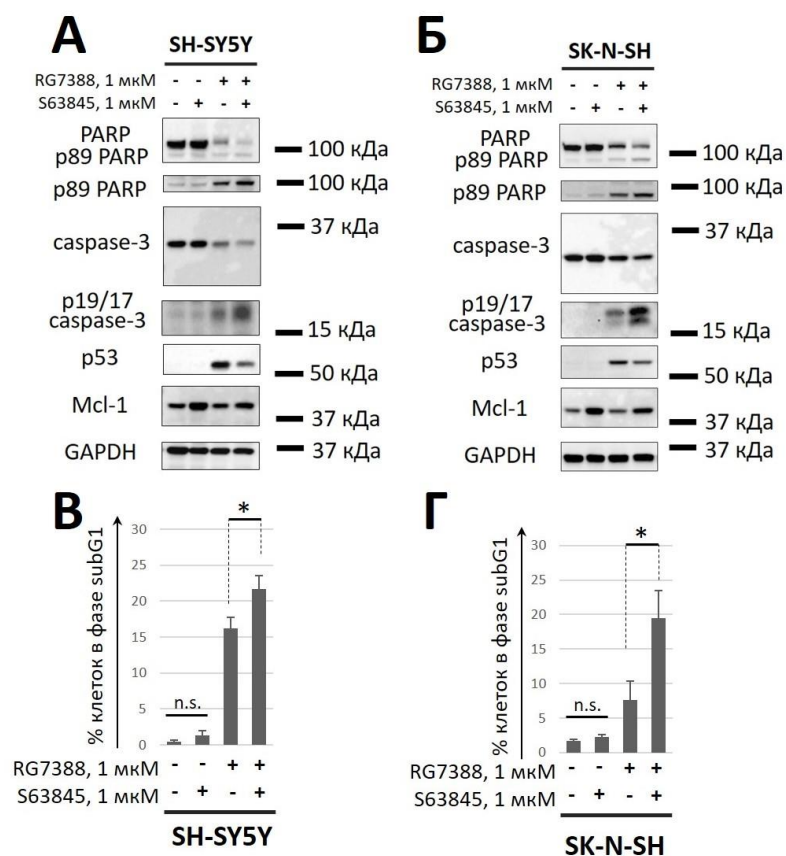 А
SH-SY5Y
RG7388, 1 мкМ - - + +
S63845, 1 мкМ - + - +
PARP
p89 PARP
100 кДа
p89 PARP
100 кДа
37 кДа
caspase-3
p19/17
caspase-3
15 кДа
p53
50 кДа
Mcl-1
37 кДа
GAPDH
37 кДа
Б
SK-N-SH
RG7388, 1 мкМ - - + +
S63845, 1 мкМ - + - +
PARP
p89 PARP
100 кДа
p89 PARP
100 кДа
37 кДа
caspase-3
p19/17
caspase-3
15 кДа
p53
50 кДа
Mcl-1
37 кДа
GAPDH
37 кДа
В
% клеток в фазе subG1
30
25
20
15
10
5
0
n.s.
*
RG7388, 1 мкМ - - + +
S63845, 1 мкМ - + - +
SH-SY5Y
Г
% клеток в фазе subG1
30
25
20
15
10
5
0
n.s.
*
RG7388, 1 мкМ - - + +
S63845, 1 мкМ - + - +
SK-N-SH